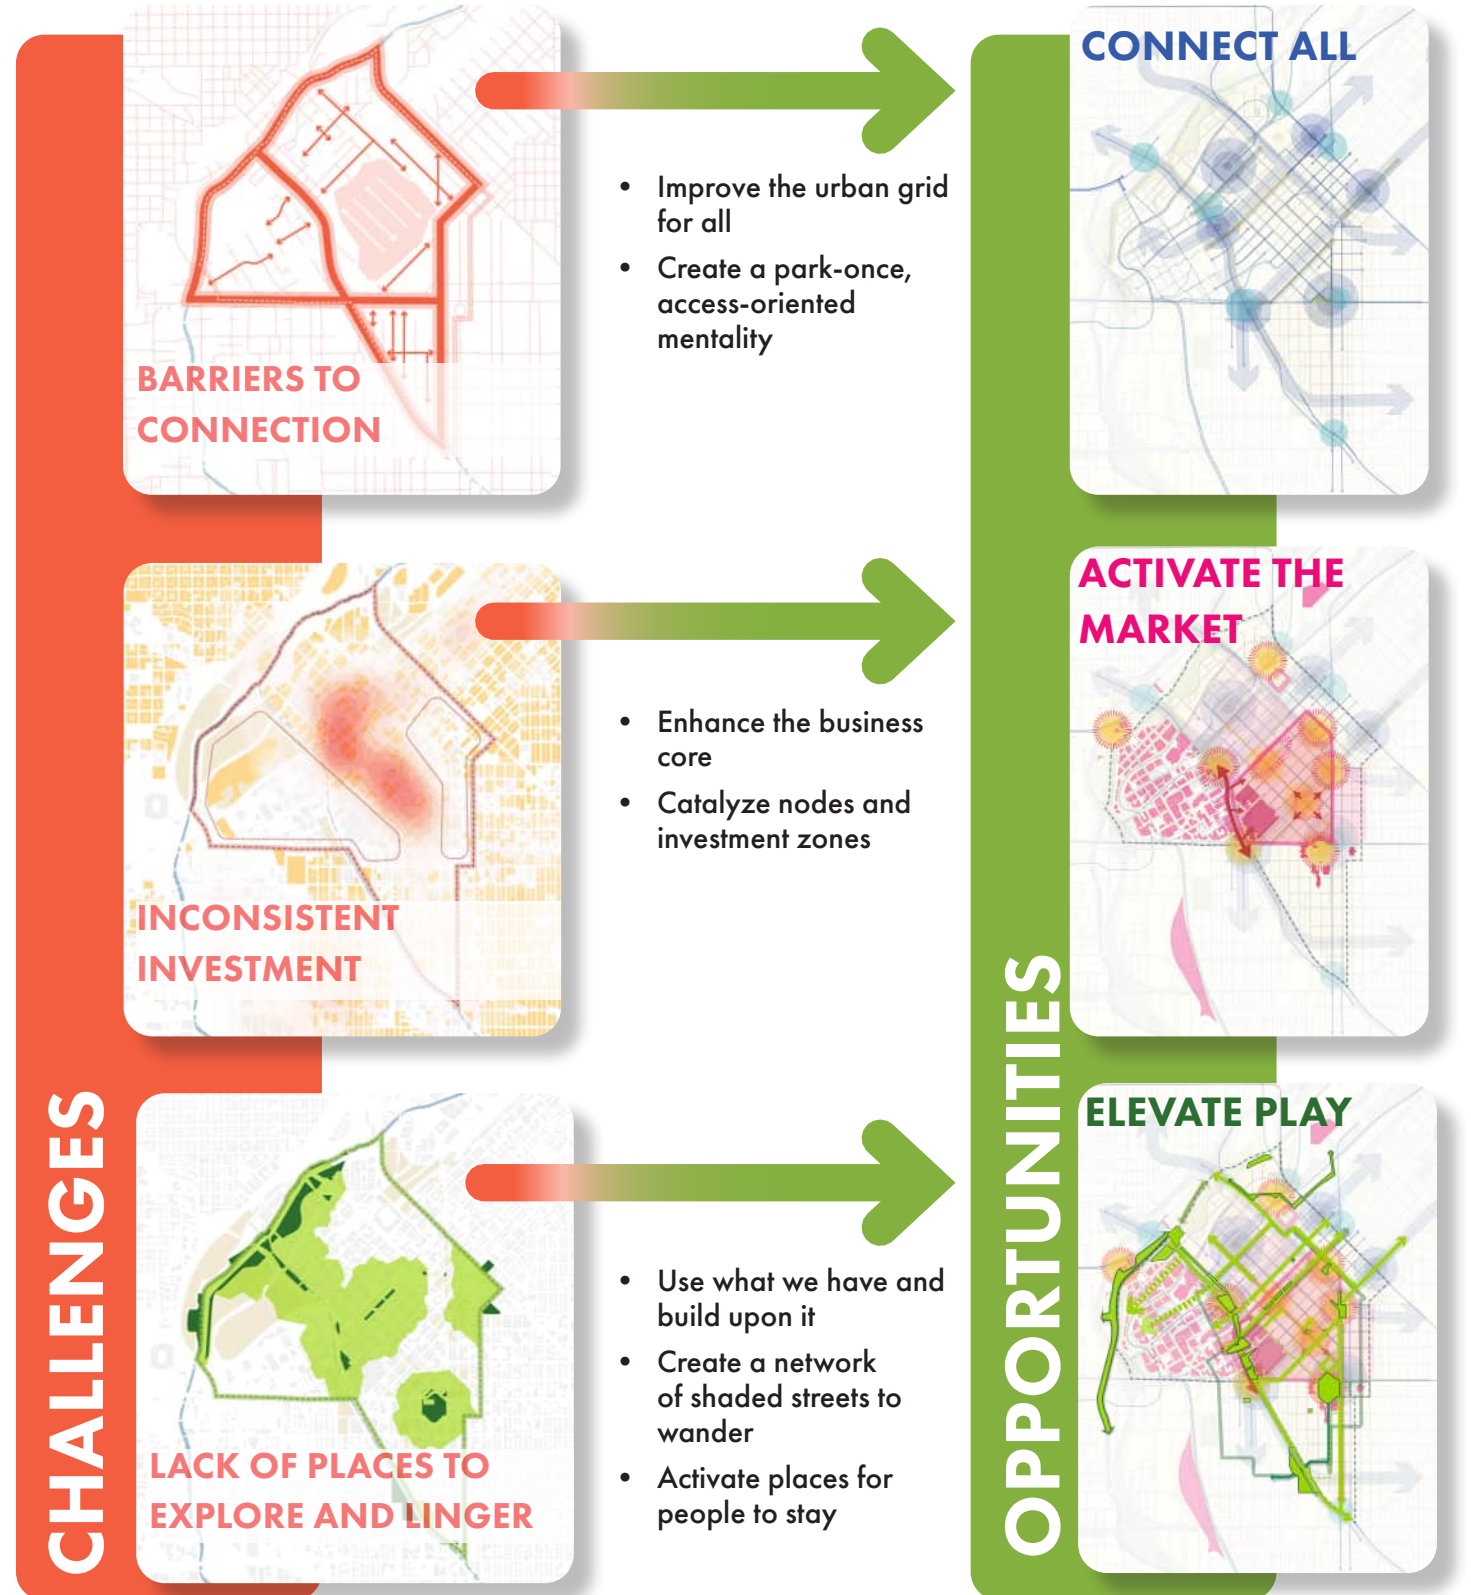 CHALLENGES
BARRIERS TO
CONNECTION
• Improve the urban grid
for all
• Create a park-once,
access-oriented
mentality
OPPORTUNITIES
CONNECT ALL
INCONSISTENT
INVESTMENT
• Enhance the business
core
• Catalyze nodes and
investment zones
ACTIVATE THE
MARKET
LACK OF PLACES TO
EXPLORE AND LINGER
• Use what we have and
build upon it
• Create a network
of shaded streets to
wander
• Activate places for
people to stay
ELEVATE PLAY